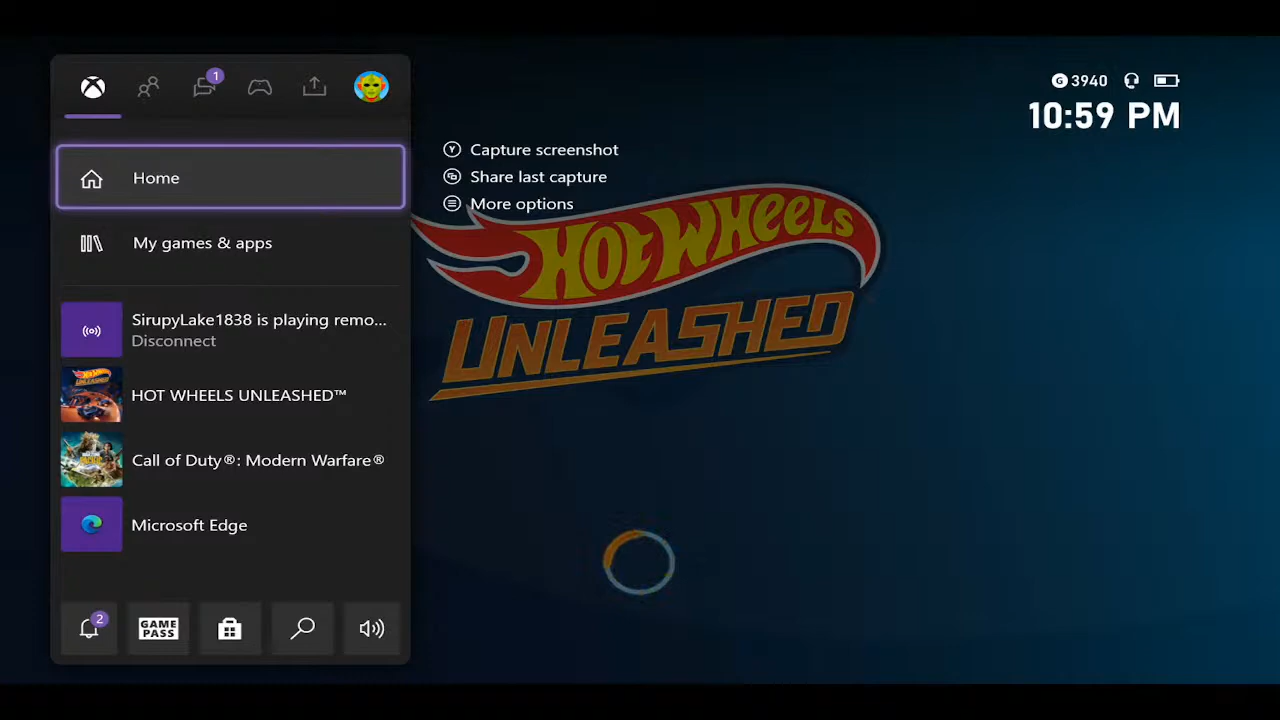 1
G 3940
10:59 PM
Home
My games & apps
SirupyLake1838 is playing remo...
Disconnect
HOT WHEELS UNLEASHED™
Call of Duty®: Modern Warfare®
Microsoft Edge
2
GAME
PASS
Y Capture screenshot
Share last capture
More options
HOT WHEELS
UNLEASHED